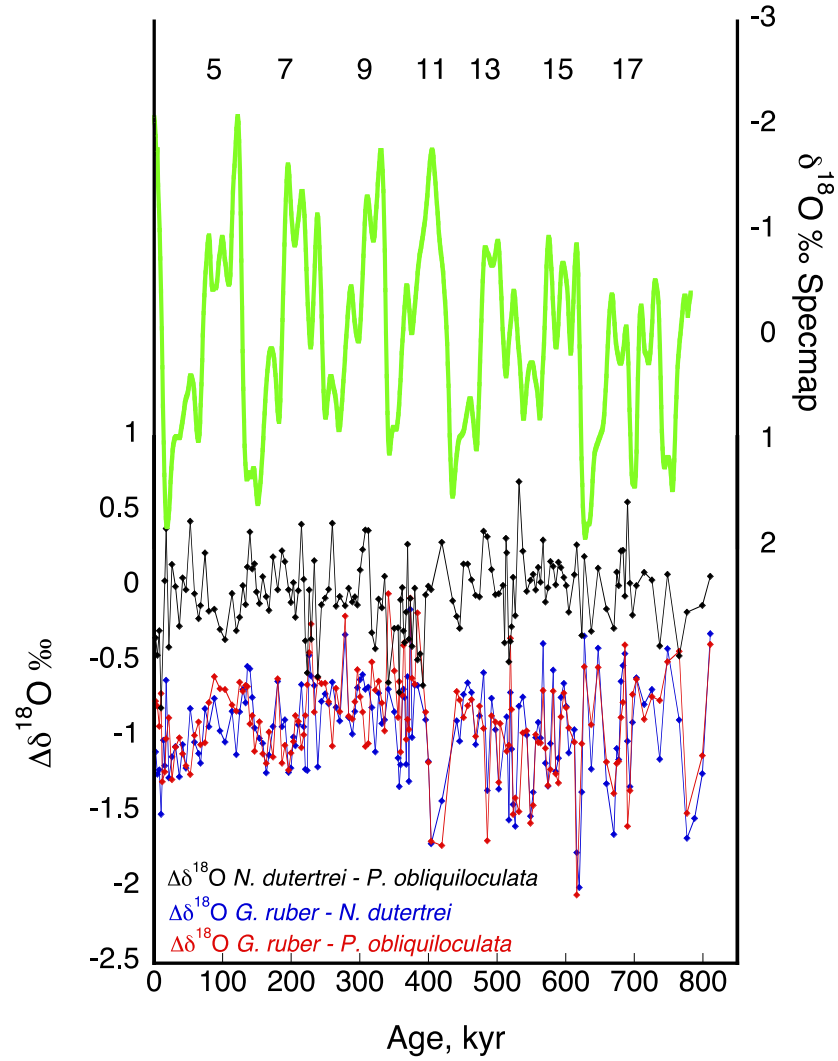 -3
5 7 9 11 13 15 17
-2
-1
0
1
2
δ¹⁸O ‰ Specmap
1
0.5
0
-0.5
-1
-1.5
-2
-2.5
Δδ¹⁸O ‰
Δδ¹⁸O N. dutertrei - P. obliquiloculata
Δδ¹⁸O G. ruber - N. dutertrei
Δδ¹⁸O G. ruber - P. obliquiloculata
0 100 200 300 400 500 600 700 800
Age, kyr